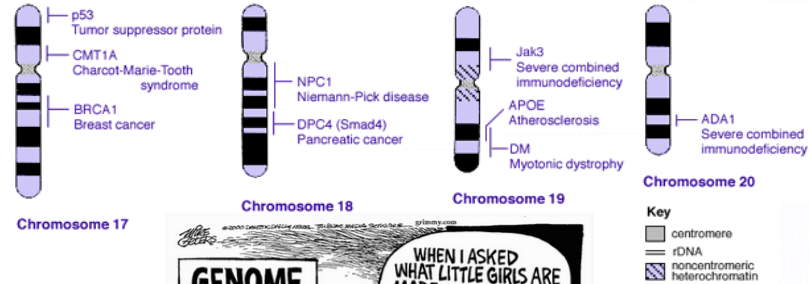 p53
Tumor suppressor protein
CMT1A
Charcot-Marie-Tooth
syndrome
BRCA1
Breast cancer
Chromosome 17
NPC1
Niemann-Pick disease
DPC4 (Smad4)
Pancreatic cancer
Chromosome 18
Jak3
Severe combined
immunodeficiency
APOE
Atherosclerosis
DM
Myotonic dystrophy
Chromosome 19
ADA1
Severe combined
immunodeficiency
Chromosome 20
Key
centromere
rDNA
noncentromeric
heterochromatin
grimmy.com
GENOME
WHEN I ASKED
WHAT LITTLE GIRLS ARE